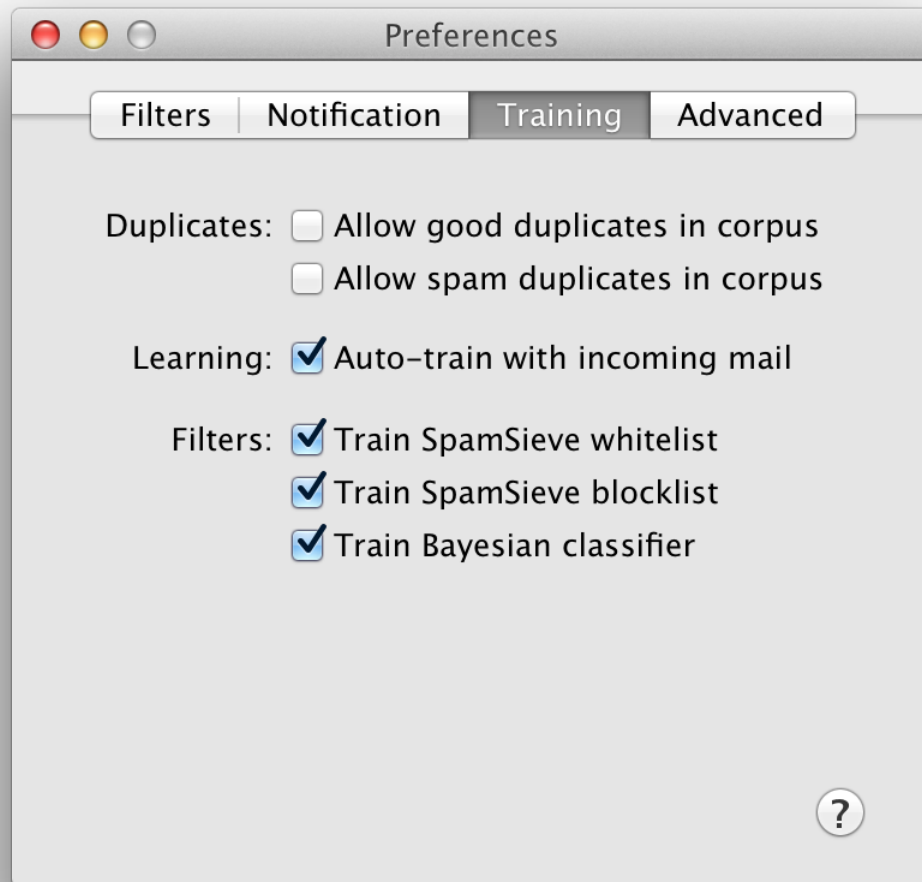 Preferences
Filters Notification Training Advanced
Duplicates: Allow good duplicates in corpus
Allow spam duplicates in corpus
Learning: Auto-train with incoming mail
Filters: Train SpamSieve whitelist
Train SpamSieve blocklist
Train Bayesian classifier
?